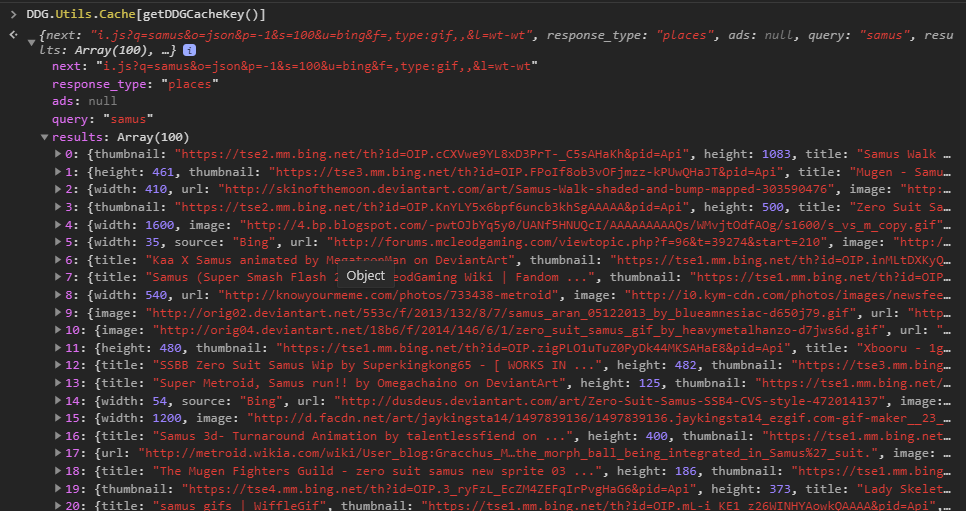 DDG.Utils.Cache[getDDGCacheKey()]
{next: "i.js?q=samus&o=json&p=-1&s=100&u=bing&f=,type:gif,,&l=wt-wt", response_type: "places", ads: null, query: "samus", resu
lts: Array(100), …} i
next: "i.js?q=samus&o=json&p=-1&s=100&u=bing&f=,type:gif,,&l=wt-wt"
response_type: "places"
ads: null
query: "samus"
results: Array(100)
0: {thumbnail: "https://tse2.mm.bing.net/th?id=OIP.cCXVwe9YL8xD3PrT-_C5sAHaKh&pid=Api", height: 1083, title: "Samus Walk …
1: {height: 461, thumbnail: "https://tse3.mm.bing.net/th?id=OIP.FPoIf8ob3vOFjmzz-kPUwQHaJT&pid=Api", title: "Mugen - Samu…
2: {width: 410, url: "http://skinofthemoon.deviantart.com/art/Samus-Walk-shaded-and-bump-mapped-303590476", image: "http:…
3: {thumbnail: "https://tse2.mm.bing.net/th?id=OIP.KnYLY5x6bpf6uncb3khSgAAAAA&pid=Api", height: 500, title: "Zero Suit Sa…
4: {width: 1600, image: "http://4.bp.blogspot.com/-pwtOJbYq5y0/UANf5HNUQcI/AAAAAAAAAQs/WMvjtOdfAOg/s1600/s_vs_m_copy.gif"…
5: {width: 35, source: "Bing", url: "http://forums.mcleodgaming.com/viewtopic.php?f=96&t=39274&start=210", image: "http:…
6: {title: "Kaa X Samus animated by MegatronMan on DeviantArt", thumbnail: "https://tse1.mm.bing.net/th?id=OIP.inMLtDXKyQ…
7: {title: "Samus (Super Smash Flash 2 eodGaming Wiki | Fandom ...", thumbnail: "https://tse1.mm.bing.net/th?id=OIP…
Object
8: {width: 540, url: "http://knowyourmeme.com/photos/733438-metroid", image: "http://i0.kym-cdn.com/photos/images/newsfee…
9: {image: "http://orig02.deviantart.net/553c/f/2013/132/8/7/samus_aran_05122013_by_blueamnesiac-d650j79.gif", url: "http…
10: {image: "http://orig04.deviantart.net/18b6/f/2014/146/6/1/zero_suit_samus_gif_by_heavymetalhanzo-d7jws6d.gif", url: "…
11: {height: 480, thumbnail: "https://tse1.mm.bing.net/th?id=OIP.zigPLO1uTuZ0PyDk44MKSAHaE8&pid=Api", title: "Xbooru - 1g…
12: {title: "SSBB Zero Suit Samus Wip by Superkingkong65 - [ WORKS IN ...", height: 482, thumbnail: "https://tse3.mm.bing…
13: {title: "Super Metroid, Samus run!! by Omegachaino on DeviantArt", height: 125, thumbnail: "https://tse1.mm.bing.net/…
14: {width: 54, source: "Bing", url: "http://dusdeus.deviantart.com/art/Zero-Suit-Samus-SSB4-CVS-style-472014137", image:…
15: {width: 1200, image: "http://d.facdn.net/art/jaykingsta14/1497839136/1497839136.jaykingsta14_ezgif.com-gif-maker__23_…
16: {title: "Samus 3d- Turnaround Animation by talentlessfiend on ...", height: 400, thumbnail: "https://tse1.mm.bing.net…
17: {url: "http://metroid.wikia.com/wiki/User_blog:Gracchus_M…the_morph_ball_being_integrated_in_Samus%27_suit.", image: …
18: {title: "The Mugen Fighters Guild - zero suit samus new sprite 03 ...", height: 186, thumbnail: "https://tse1.mm.bing…
19: {thumbnail: "https://tse4.mm.bing.net/th?id=OIP.3_ryFzL_EcZM4ZEFqIrPvgHaG6&pid=Api", height: 373, title: "Lady Skelet…
20: {title: "samus gifs | WiffleGif", thumbnail: "https://tse1.mm.bing.net/th?id=OIP.mL-i_KE1_z26WINHYAowkQAAAA&pid=Api",…